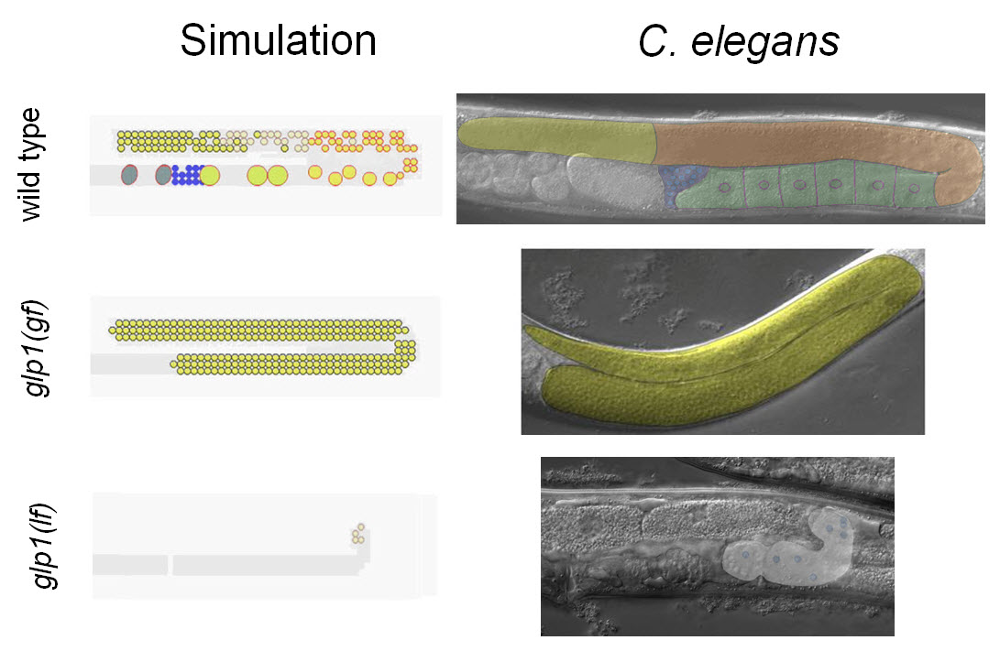 Simulation
C. elegans
wild type
glp1(gf)
glp1(lf)